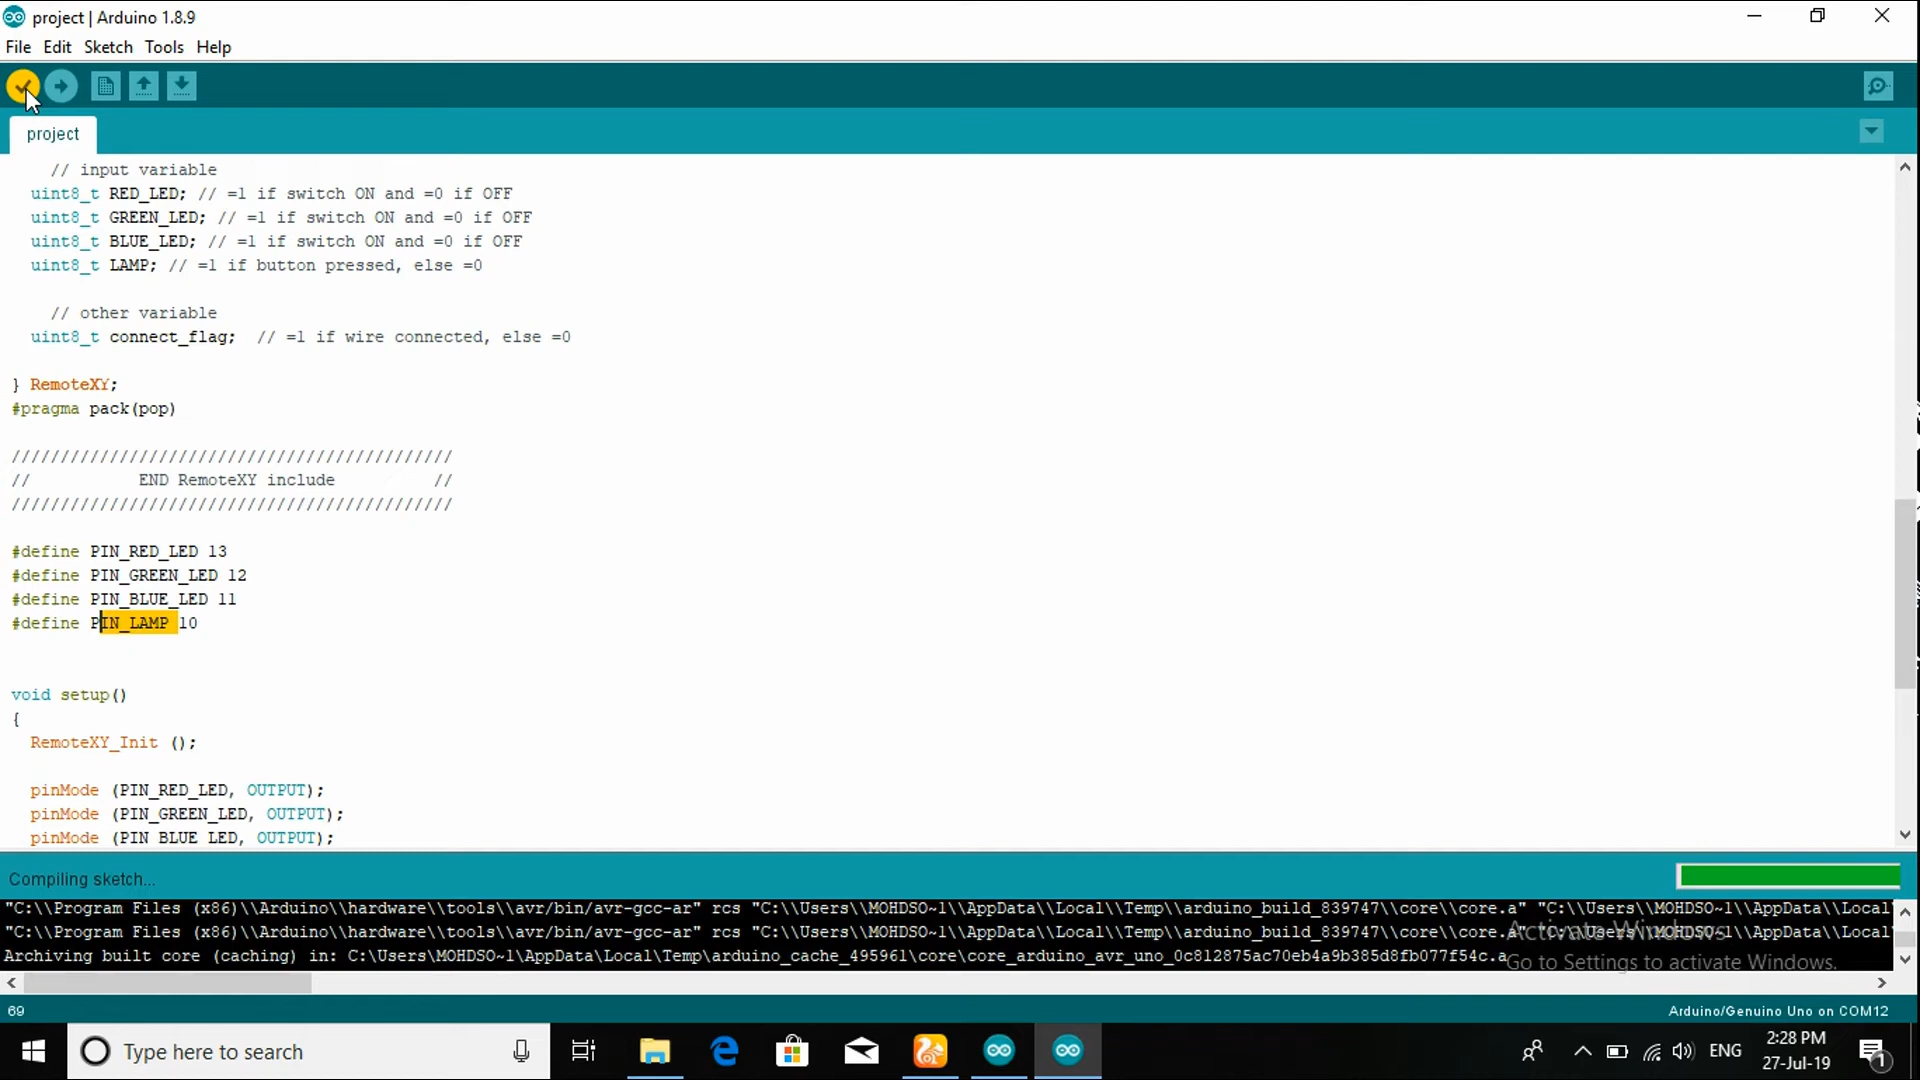 project | Arduino 1.8.9
File Edit Sketch Tools Help
project
// input variable
uint8_t RED_LED; // =1 if switch ON and =0 if OFF
uint8_t GREEN_LED; // =1 if switch ON and =0 if OFF
uint8_t BLUE_LED; // =1 if switch ON and =0 if OFF
uint8_t LAMP; // =1 if button pressed, else =0
// other variable
uint8_t connect_flag; // =1 if wire connected, else =0
} RemoteXY;
#pragma pack(pop)
/////////////////////////////////////////////
// END RemoteXY include //
/////////////////////////////////////////////
#define PIN_RED_LED 13
#define PIN_GREEN_LED 12
#define PIN_BLUE_LED 11
#define PIN_LAMP 10
void setup()
{
RemoteXY_Init ();
pinMode (PIN_RED_LED, OUTPUT);
pinMode (PIN_GREEN_LED, OUTPUT);
pinMode (PIN_BLUE_LED, OUTPUT);
Compiling sketch...
"C:\\Program Files (x86)\\Arduino\\hardware\\tools\\avr/bin/avr-gcc-ar" rcs "C:\\Users\\MOHDSO~1\\AppData\\Local\\Temp\\arduino_build_839747\\core\\core.a" "C:\\Users\\MOHDSO~1\\AppData\\Local
"C:\\Program Files (x86)\\Arduino\\hardware\\tools\\avr/bin/avr-gcc-ar" rcs "C:\\Users\\MOHDSO~1\\AppData\\Local\\Temp\\arduino_build_839747\\core\\core.a" "C:\\Users\\MOHDSO~1\\AppData\\Local
Archiving built core (caching) in: C:\Users\MOHDSO~1\AppData\Local\Temp\arduino_cache_495961\core\core_arduino_avr_uno_0c812875ac70eb4a9b385d8fb077f54c.a
Activate Windows
Go to Settings to activate Windows.
69 Arduino/Genuino Uno on COM12
Type here to search ENG 2:28 PM
27-Jul-19 1